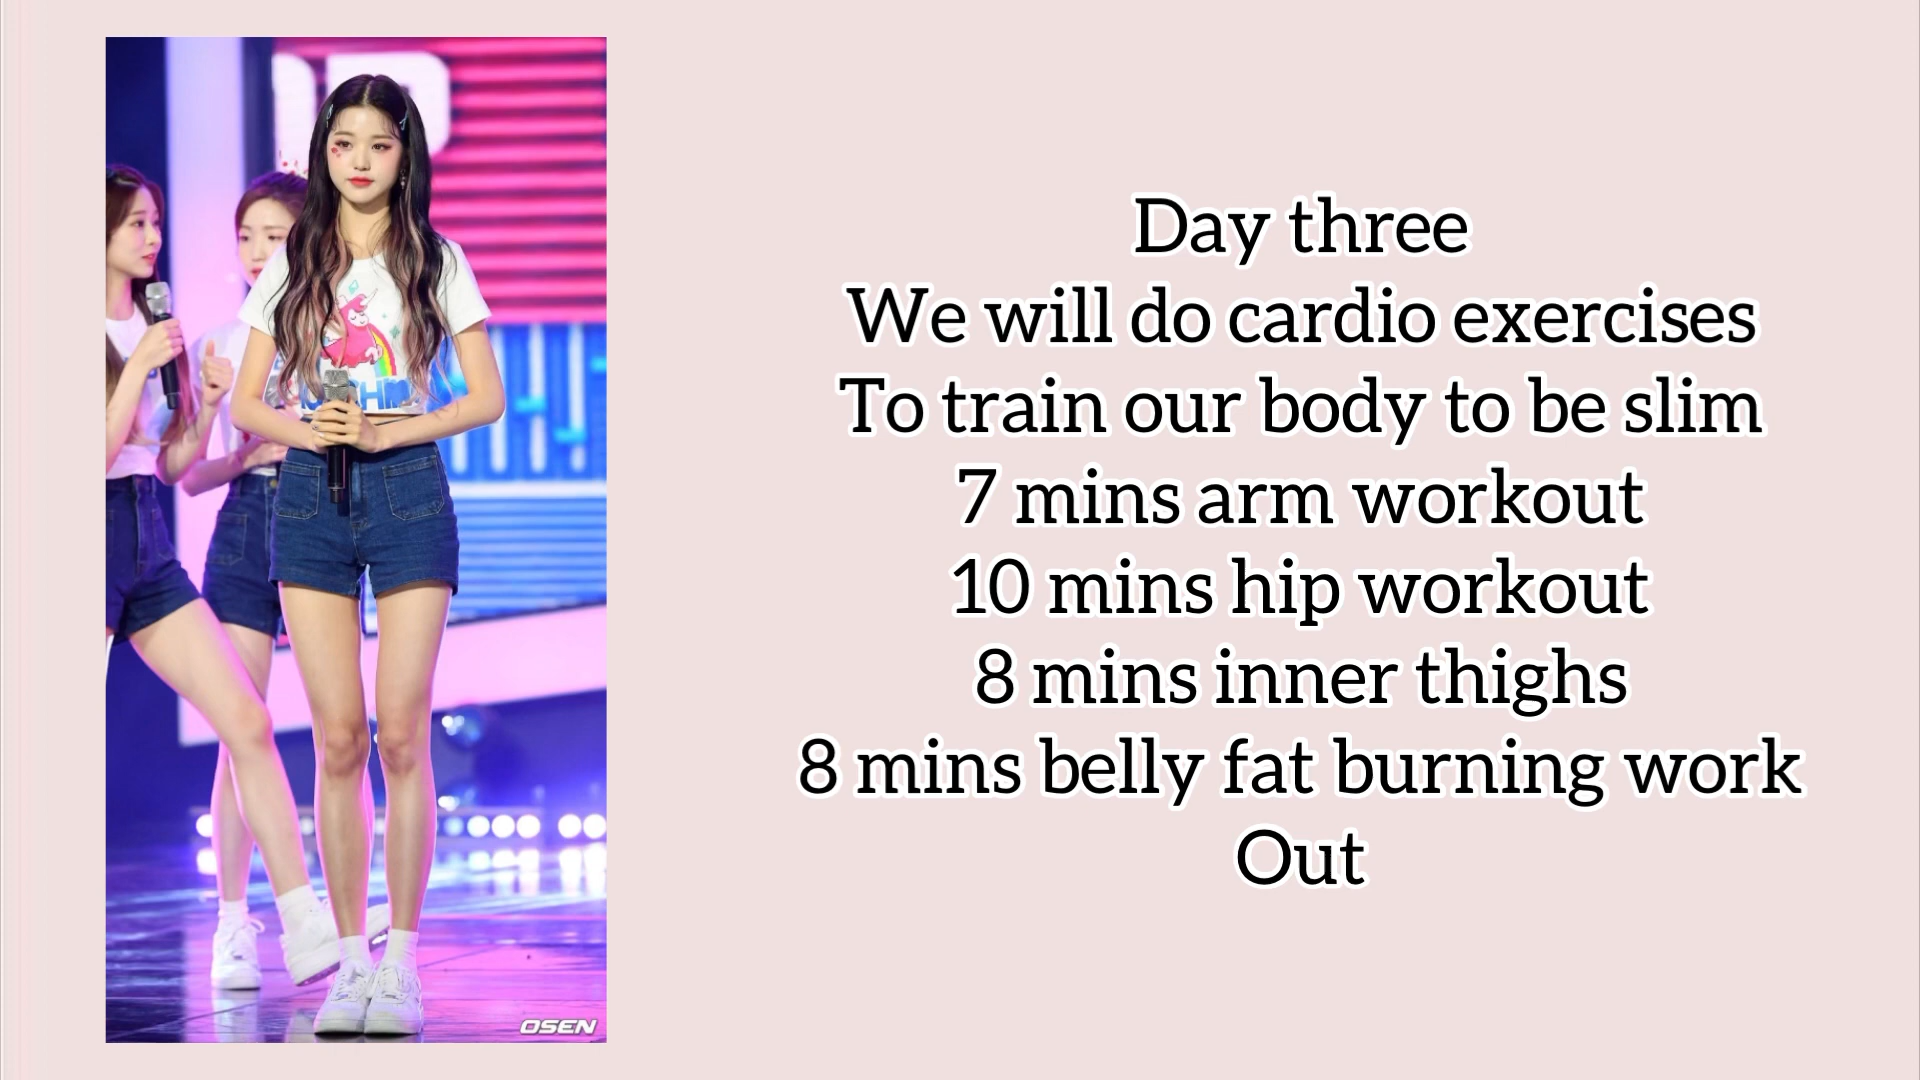 Day three
We will do cardio exercises
To train our body to be slim
7 mins arm workout
10 mins hip workout
8 mins inner thighs
8 mins belly fat burning work
Out
OSEN